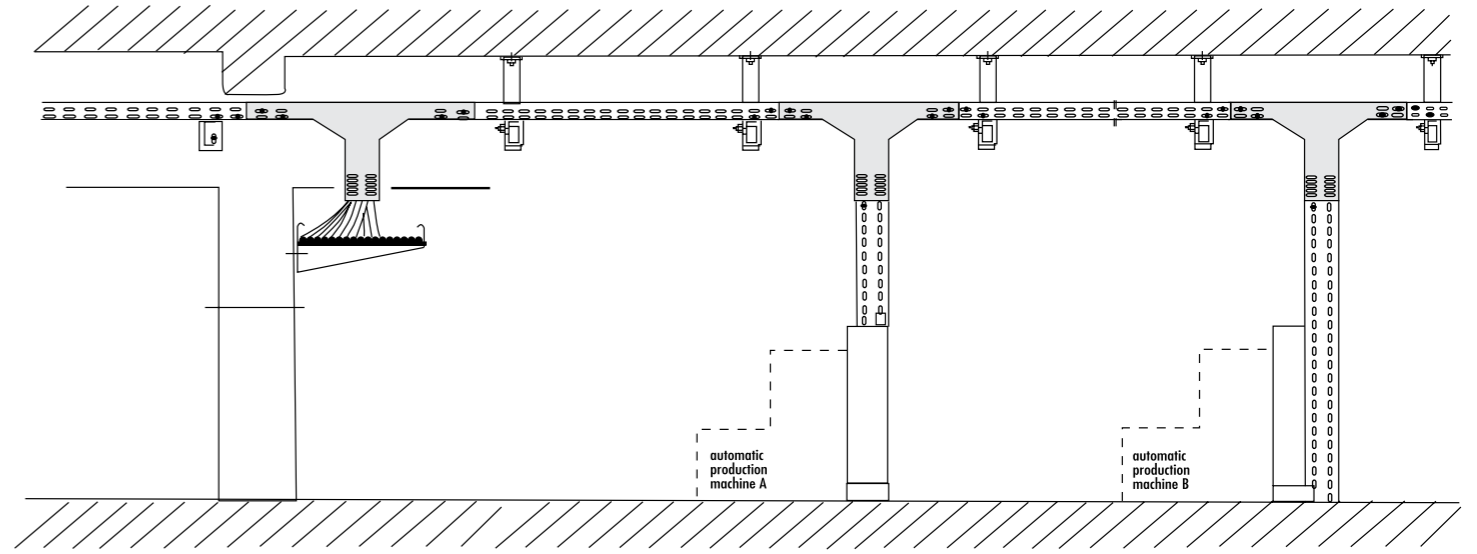 automatic
production
machine A
automatic
production
machine B